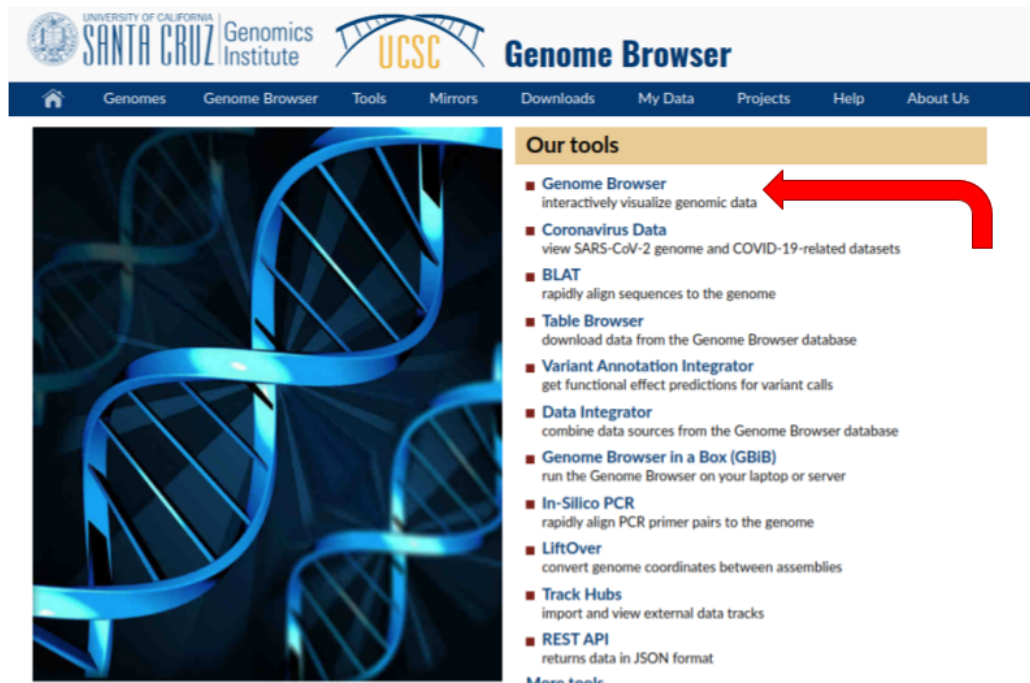 UNIVERSITY OF CALIFORNIA
SANTA CRUZ
Genomics
Institute
UCSC
Genome Browser
Genomes Genome Browser Tools Mirrors Downloads My Data Projects Help About Us
Our tools
Genome Browser
interactively visualize genomic data
Coronavirus Data
view SARS-CoV-2 genome and COVID-19-related datasets
BLAT
rapidly align sequences to the genome
Table Browser
download data from the Genome Browser database
Variant Annotation Integrator
get functional effect predictions for variant calls
Data Integrator
combine data sources from the Genome Browser database
Genome Browser in a Box (GBiB)
run the Genome Browser on your laptop or server
In-Silico PCR
rapidly align PCR primer pairs to the genome
LiftOver
convert genome coordinates between assemblies
Track Hubs
import and view external data tracks
REST API
returns data in JSON format
More tools